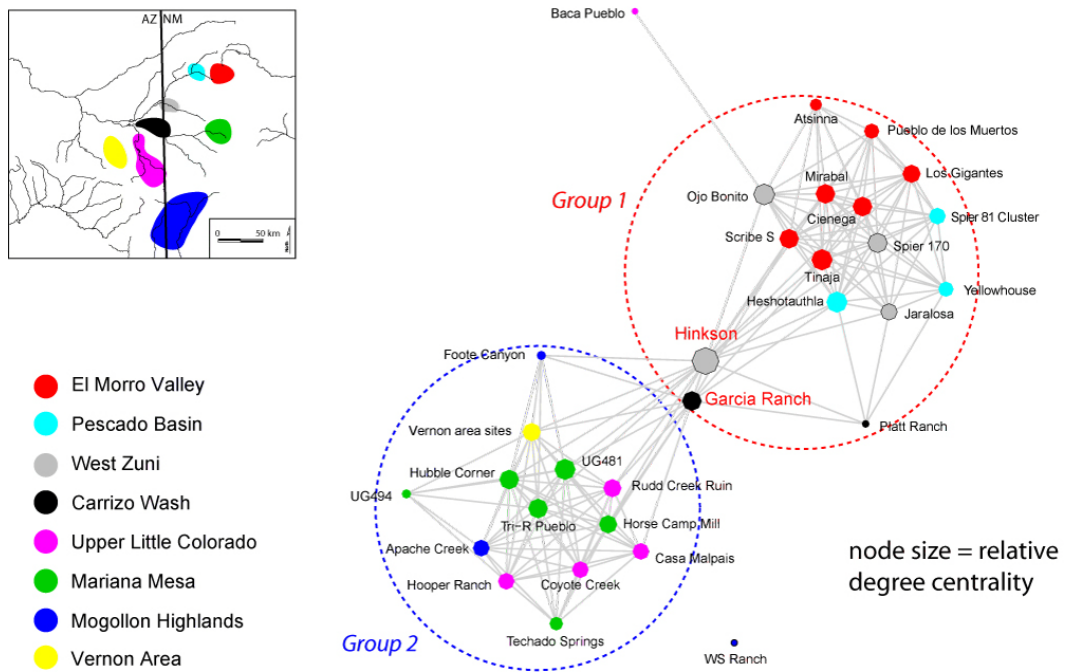 AZ NM
0 50 km
Baca Pueblo
Atsinna
Pueblo de los Muertos
Mirabal
Los Gigantes
Group 1
Ojo Bonito
Cienega
Spier 81 Cluster
Scribe S
Spier 170
Tinaja
Heshotauthla
Yellowhouse
Jaralosa
Hinkson
Foote Canyon
Garcia Ranch
Platt Ranch
Vernon area sites
Hubble Corner
UG481
UG494
Rudd Creek Ruin
Tri-R Pueblo
Horse Camp Mill
Apache Creek
Casa Malpais
Hooper Ranch
Coyote Creek
Techado Springs
Group 2
WS Ranch
El Morro Valley
Pescado Basin
West Zuni
Carrizo Wash
Upper Little Colorado
Mariana Mesa
Mogollon Highlands
Vernon Area
node size = relative
degree centrality